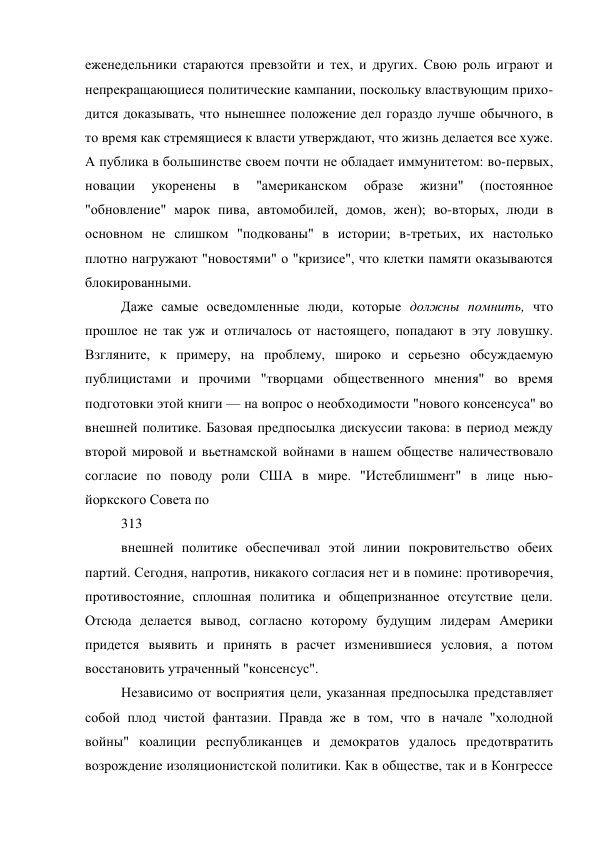 еженедельники стараются превзойти и тех, и других. Свою роль играют и
непрекращающиеся политические кампании, поскольку властвующим прихо-
дится доказывать, что нынешнее положение дел гораздо лучше обычного, в
то время как стремящиеся к власти утверждают, что жизнь делается все хуже.
А публика в большинстве своем почти не обладает иммунитетом: во-первых,
новации укоренены в "американском образе жизни" (постоянное
"обновление" марок пива, автомобилей, домов, жен); во-вторых, люди в
основном не слишком "подкованы" в истории; в-третьих, их настолько
плотно нагружают "новостями" о "кризисе", что клетки памяти оказываются
блокированными.
Даже самые осведомленные люди, которые должны помнить, что
прошлое не так уж и отличалось от настоящего, попадают в эту ловушку.
Взгляните, к примеру, на проблему, широко и серьезно обсуждаемую
публицистами и прочими "творцами общественного мнения" во время
подготовки этой книги — на вопрос о необходимости "нового консенсуса" во
внешней политике. Базовая предпосылка дискуссии такова: в период между
второй мировой и вьетнамской войнами в нашем обществе наличествовало
согласие по поводу роли США в мире. "Истеблишмент" в лице нью-
йоркского Совета по
313
внешней политике обеспечивал этой линии покровительство обеих
партий. Сегодня, напротив, никакого согласия нет и в помине: противоречия,
противостояние, сплошная политика и общепризнанное отсутствие цели.
Отсюда делается вывод, согласно которому будущим лидерам Америки
придется выявить и принять в расчет изменившиеся условия, а потом
восстановить утраченный "консенсус".
Независимо от восприятия цели, указанная предпосылка представляет
собой плод чистой фантазии. Правда же в том, что в начале "холодной
войны" коалиции республиканцев и демократов удалось предотвратить
возрождение изоляционистской политики. Как в обществе, так и в Конгрессе